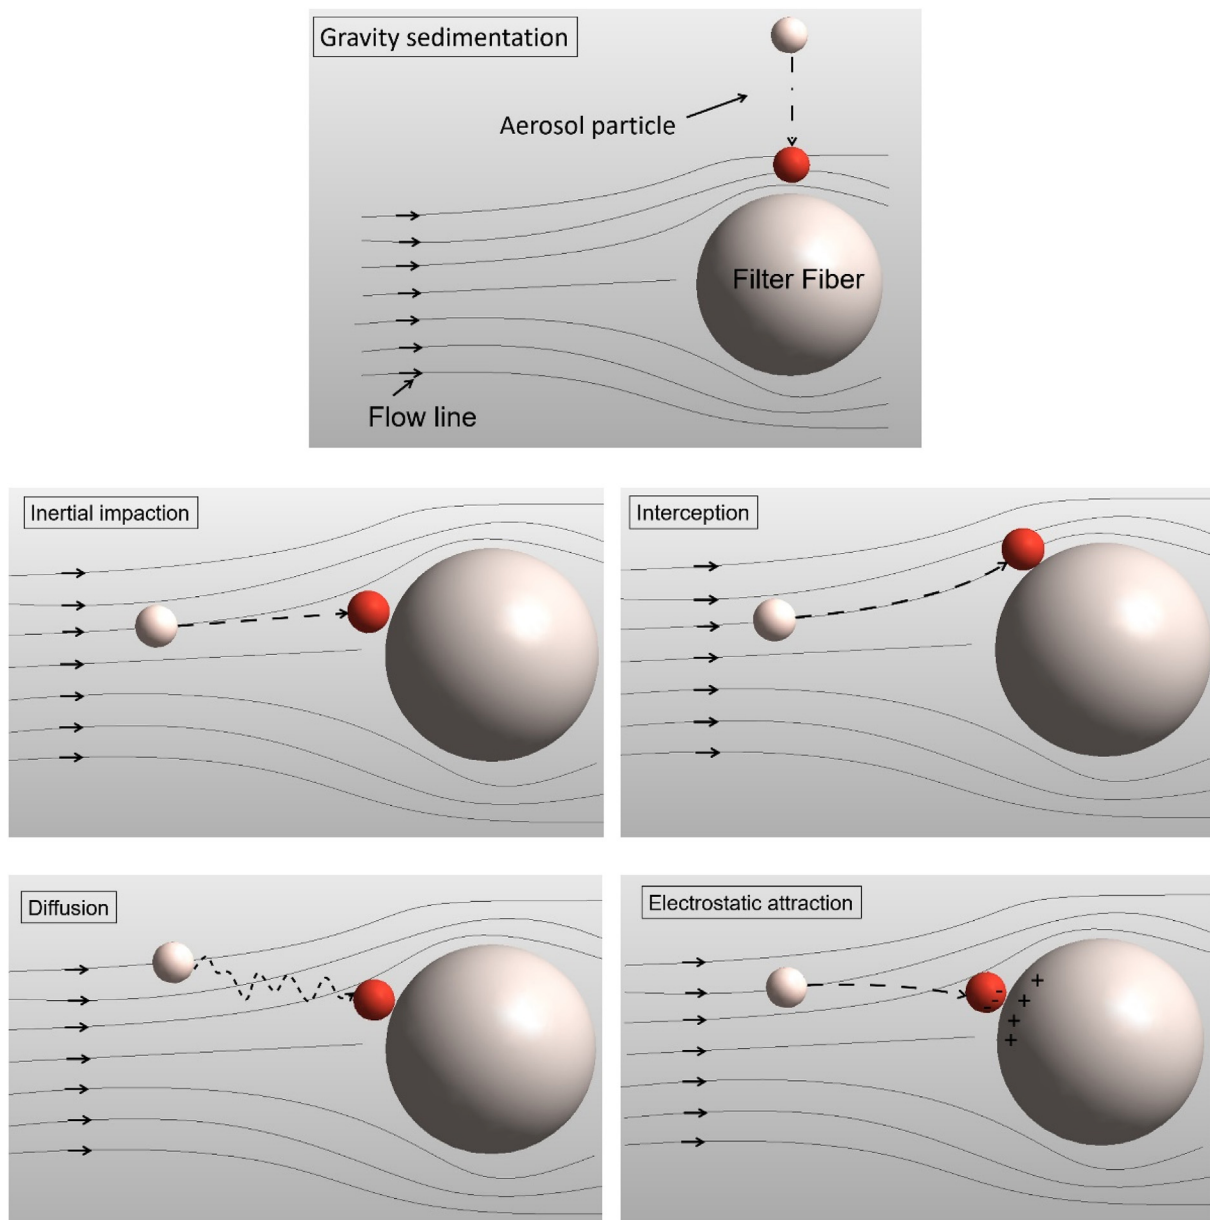 Gravity sedimentation
Aerosol particle
Filter Fiber
Flow line
Inertial impaction
Interception
Diffusion
Electrostatic attraction
- - -
+ + + +